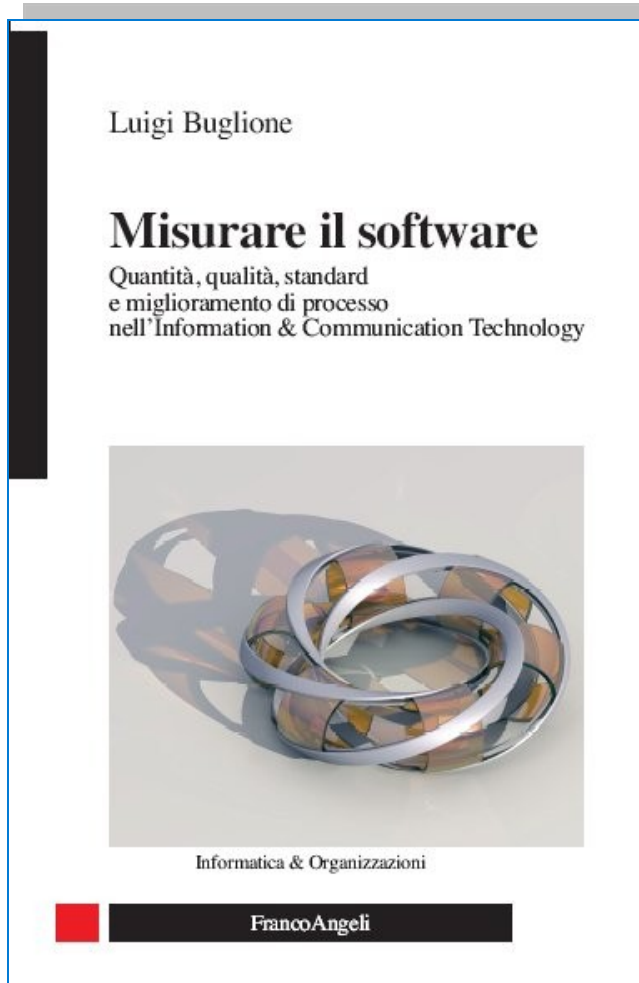 Luigi Buglione
Misurare il software
Quantità, qualità, standard
e miglioramento di processo
nell'Information & Communication Technology
Informatica & Organizzazioni
FrancoAngeli